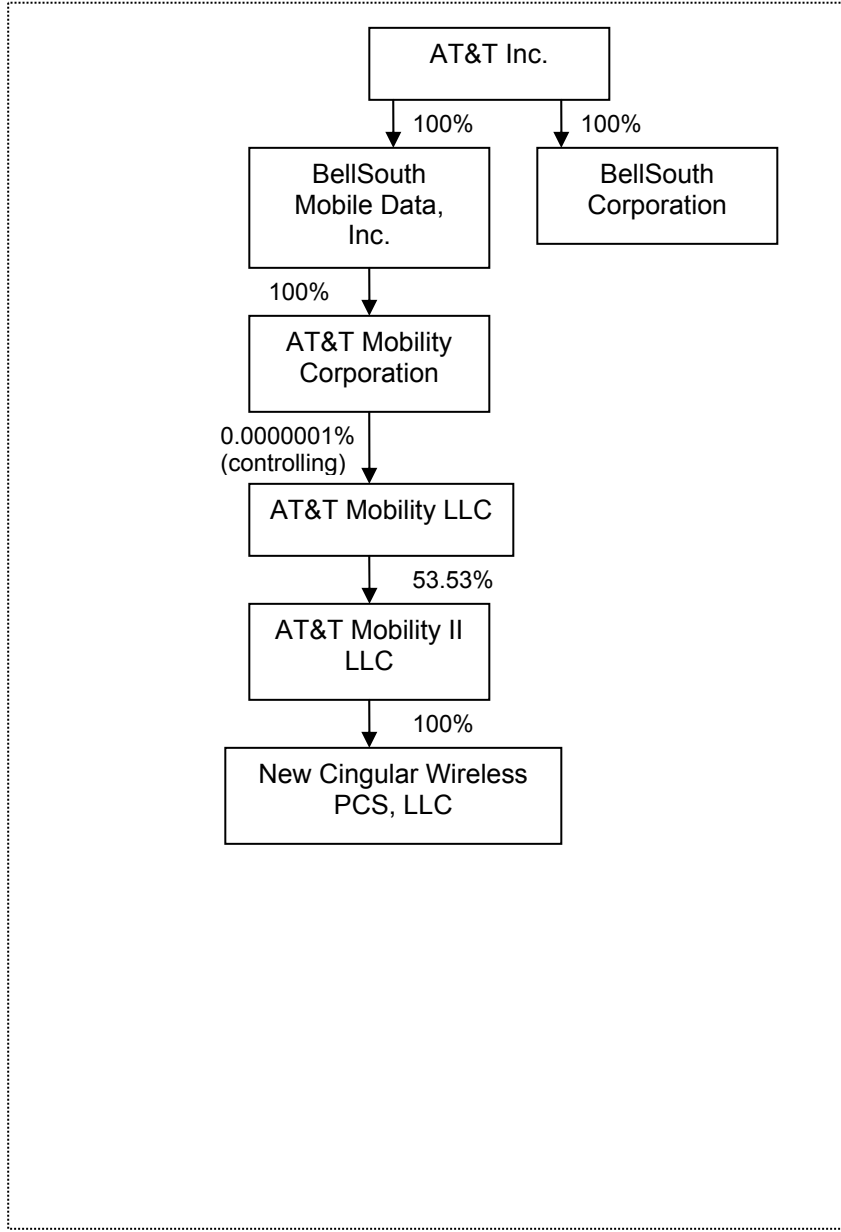 AT&T Inc.
100%
100%
BellSouth
Mobile Data,
Inc.
BellSouth
Corporation
100%
AT&T Mobility
Corporation
0.0000001%
(controlling)
AT&T Mobility LLC
53.53%
AT&T Mobility II
LLC
100%
New Cingular Wireless
PCS, LLC